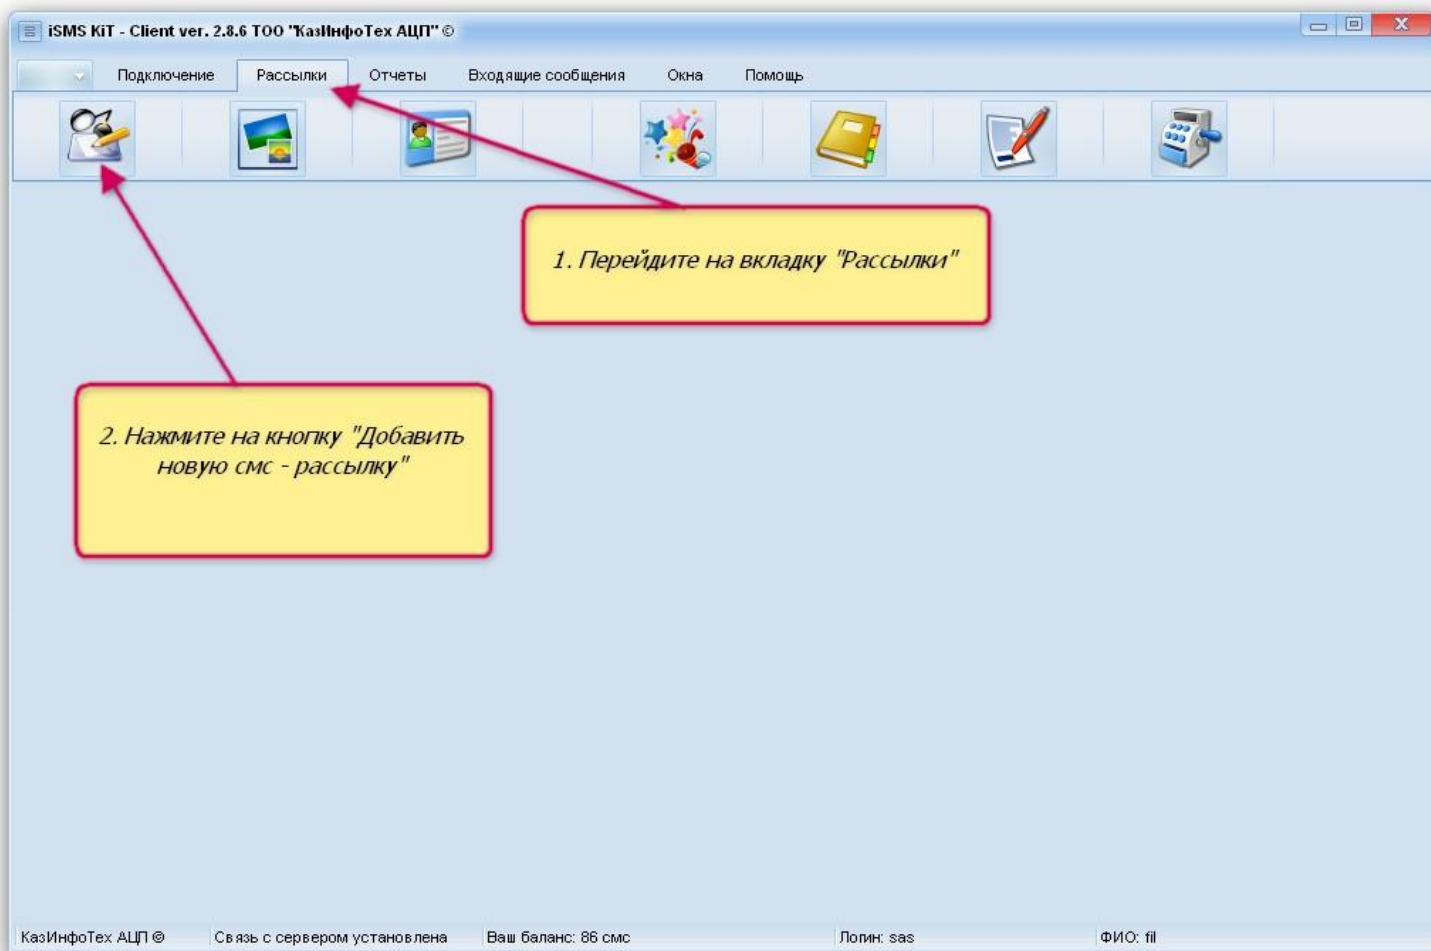 iSMS KiT - Client ver. 2.8.6 ТОО "КазИнфоТех АЦП" ©
Подключение Рассылки Отчеты Входящие сообщения Окна Помощь
1. Перейдите на вкладку "Рассылки"
2. Нажмите на кнопку "Добавить
новую смс - рассылку"
КазИнфоТех АЦП © Связь с сервером установлена Ваш баланс: 86 смс Логин: sas ФИО: fil